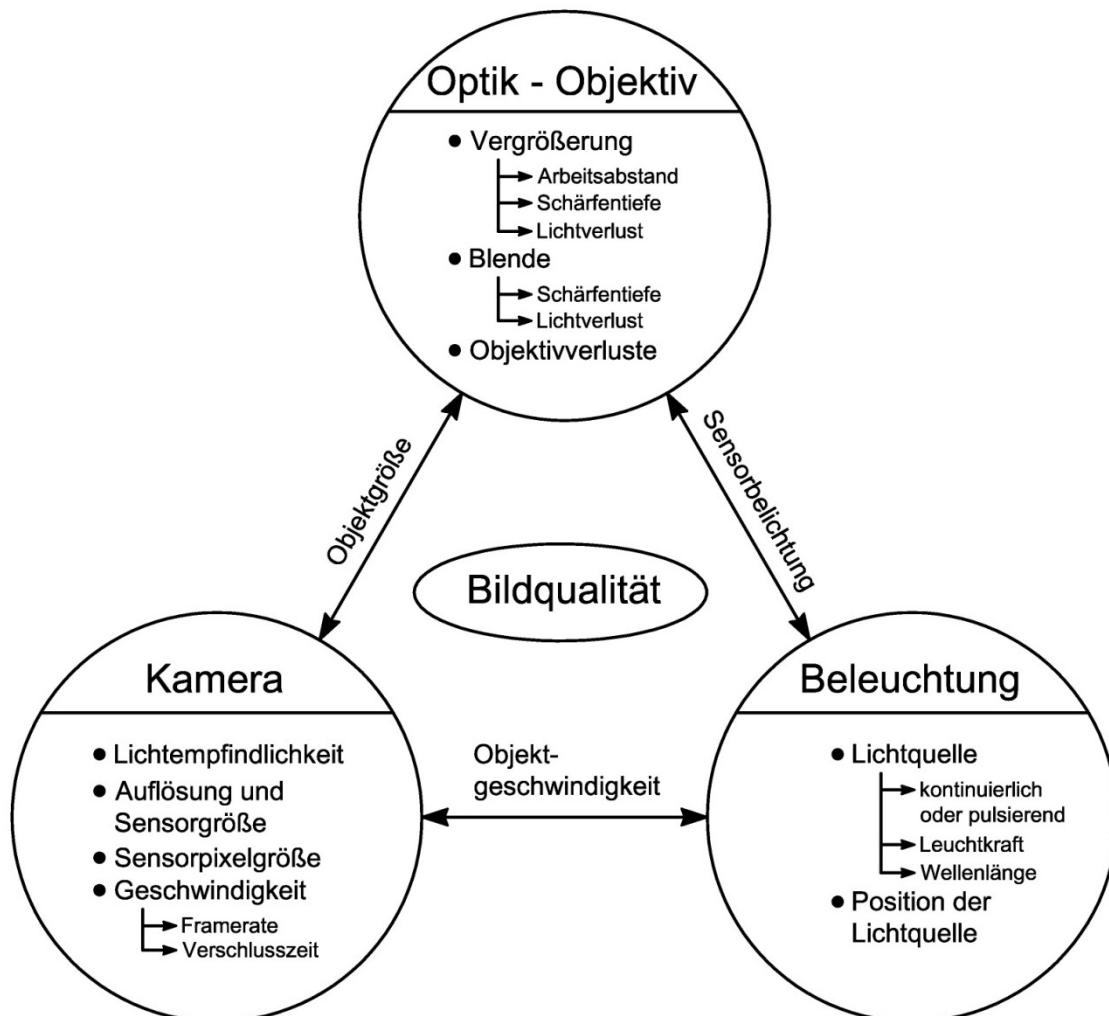 Optik - Objektiv
● Vergrößerung
Arbeitsabstand
Schärfentiefe
Lichtverlust
● Blende
Schärfentiefe
Lichtverlust
● Objektivverluste
Objektgröße
Sensorbelichtung
Bildqualität
Kamera
● Lichtempfindlichkeit
● Auflösung und
Sensorgröße
● Sensorpixelgröße
● Geschwindigkeit
Framerate
Verschlusszeit
Objekt-
geschwindigkeit
Beleuchtung
● Lichtquelle
kontinuierlich
oder pulsierend
Leuchtkraft
Wellenlänge
● Position der
Lichtquelle